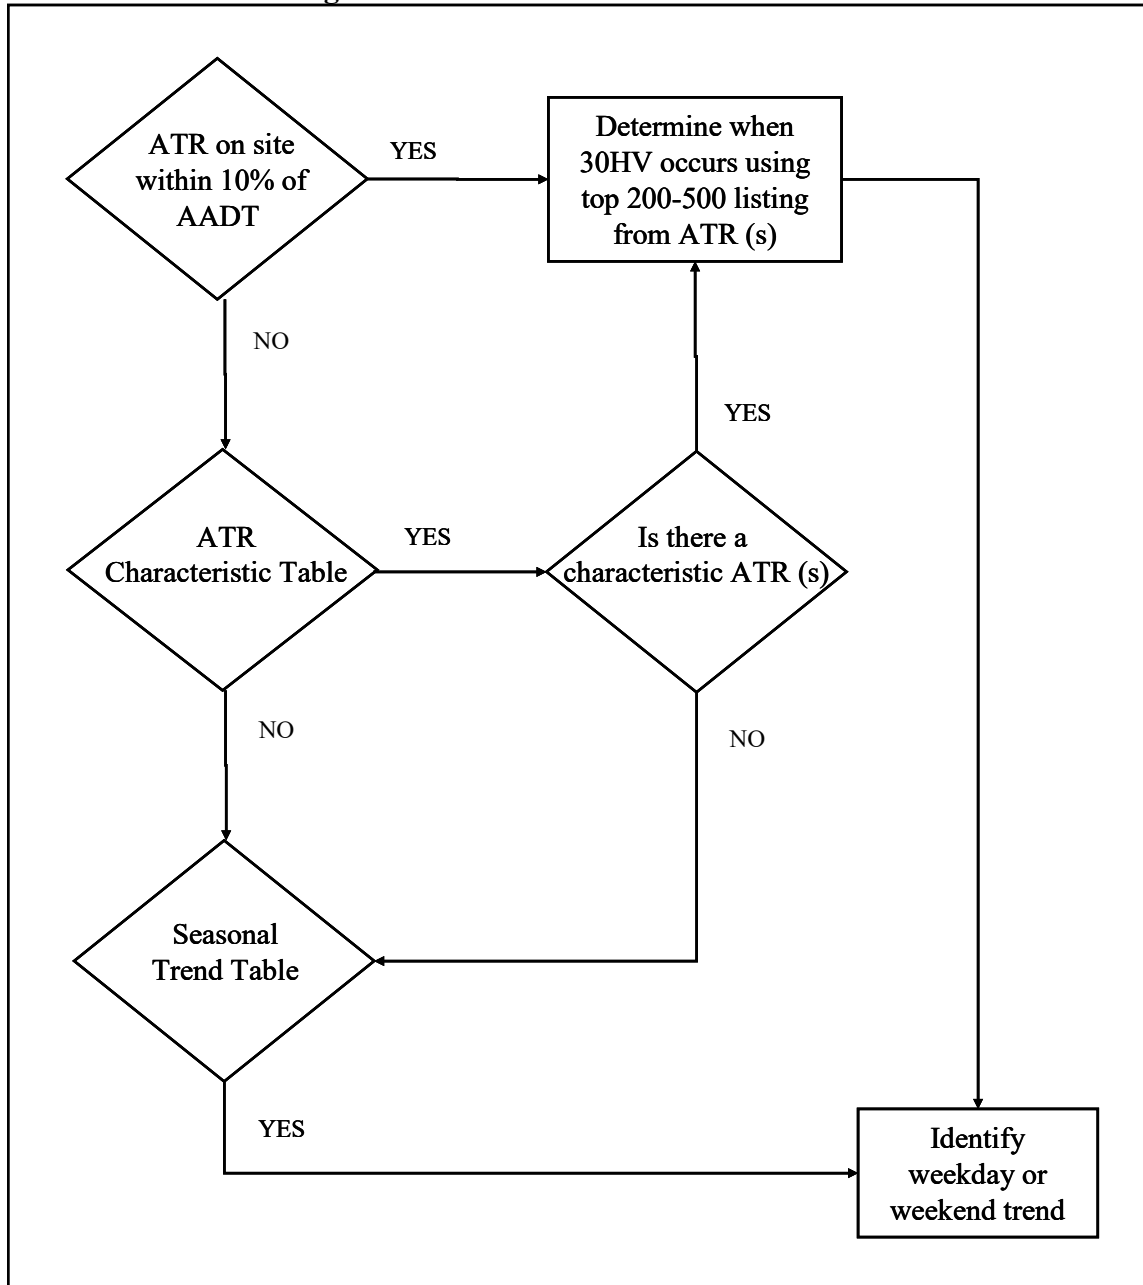 ATR on site
within 10% of
AADT
YES
Determine when
30HV occurs using
top 200-500 listing
from ATR (s)
NO
YES
ATR
Characteristic Table
YES
Is there a
characteristic ATR (s)
NO
NO
Seasonal
Trend Table
YES
Identify
weekday or
weekend trend